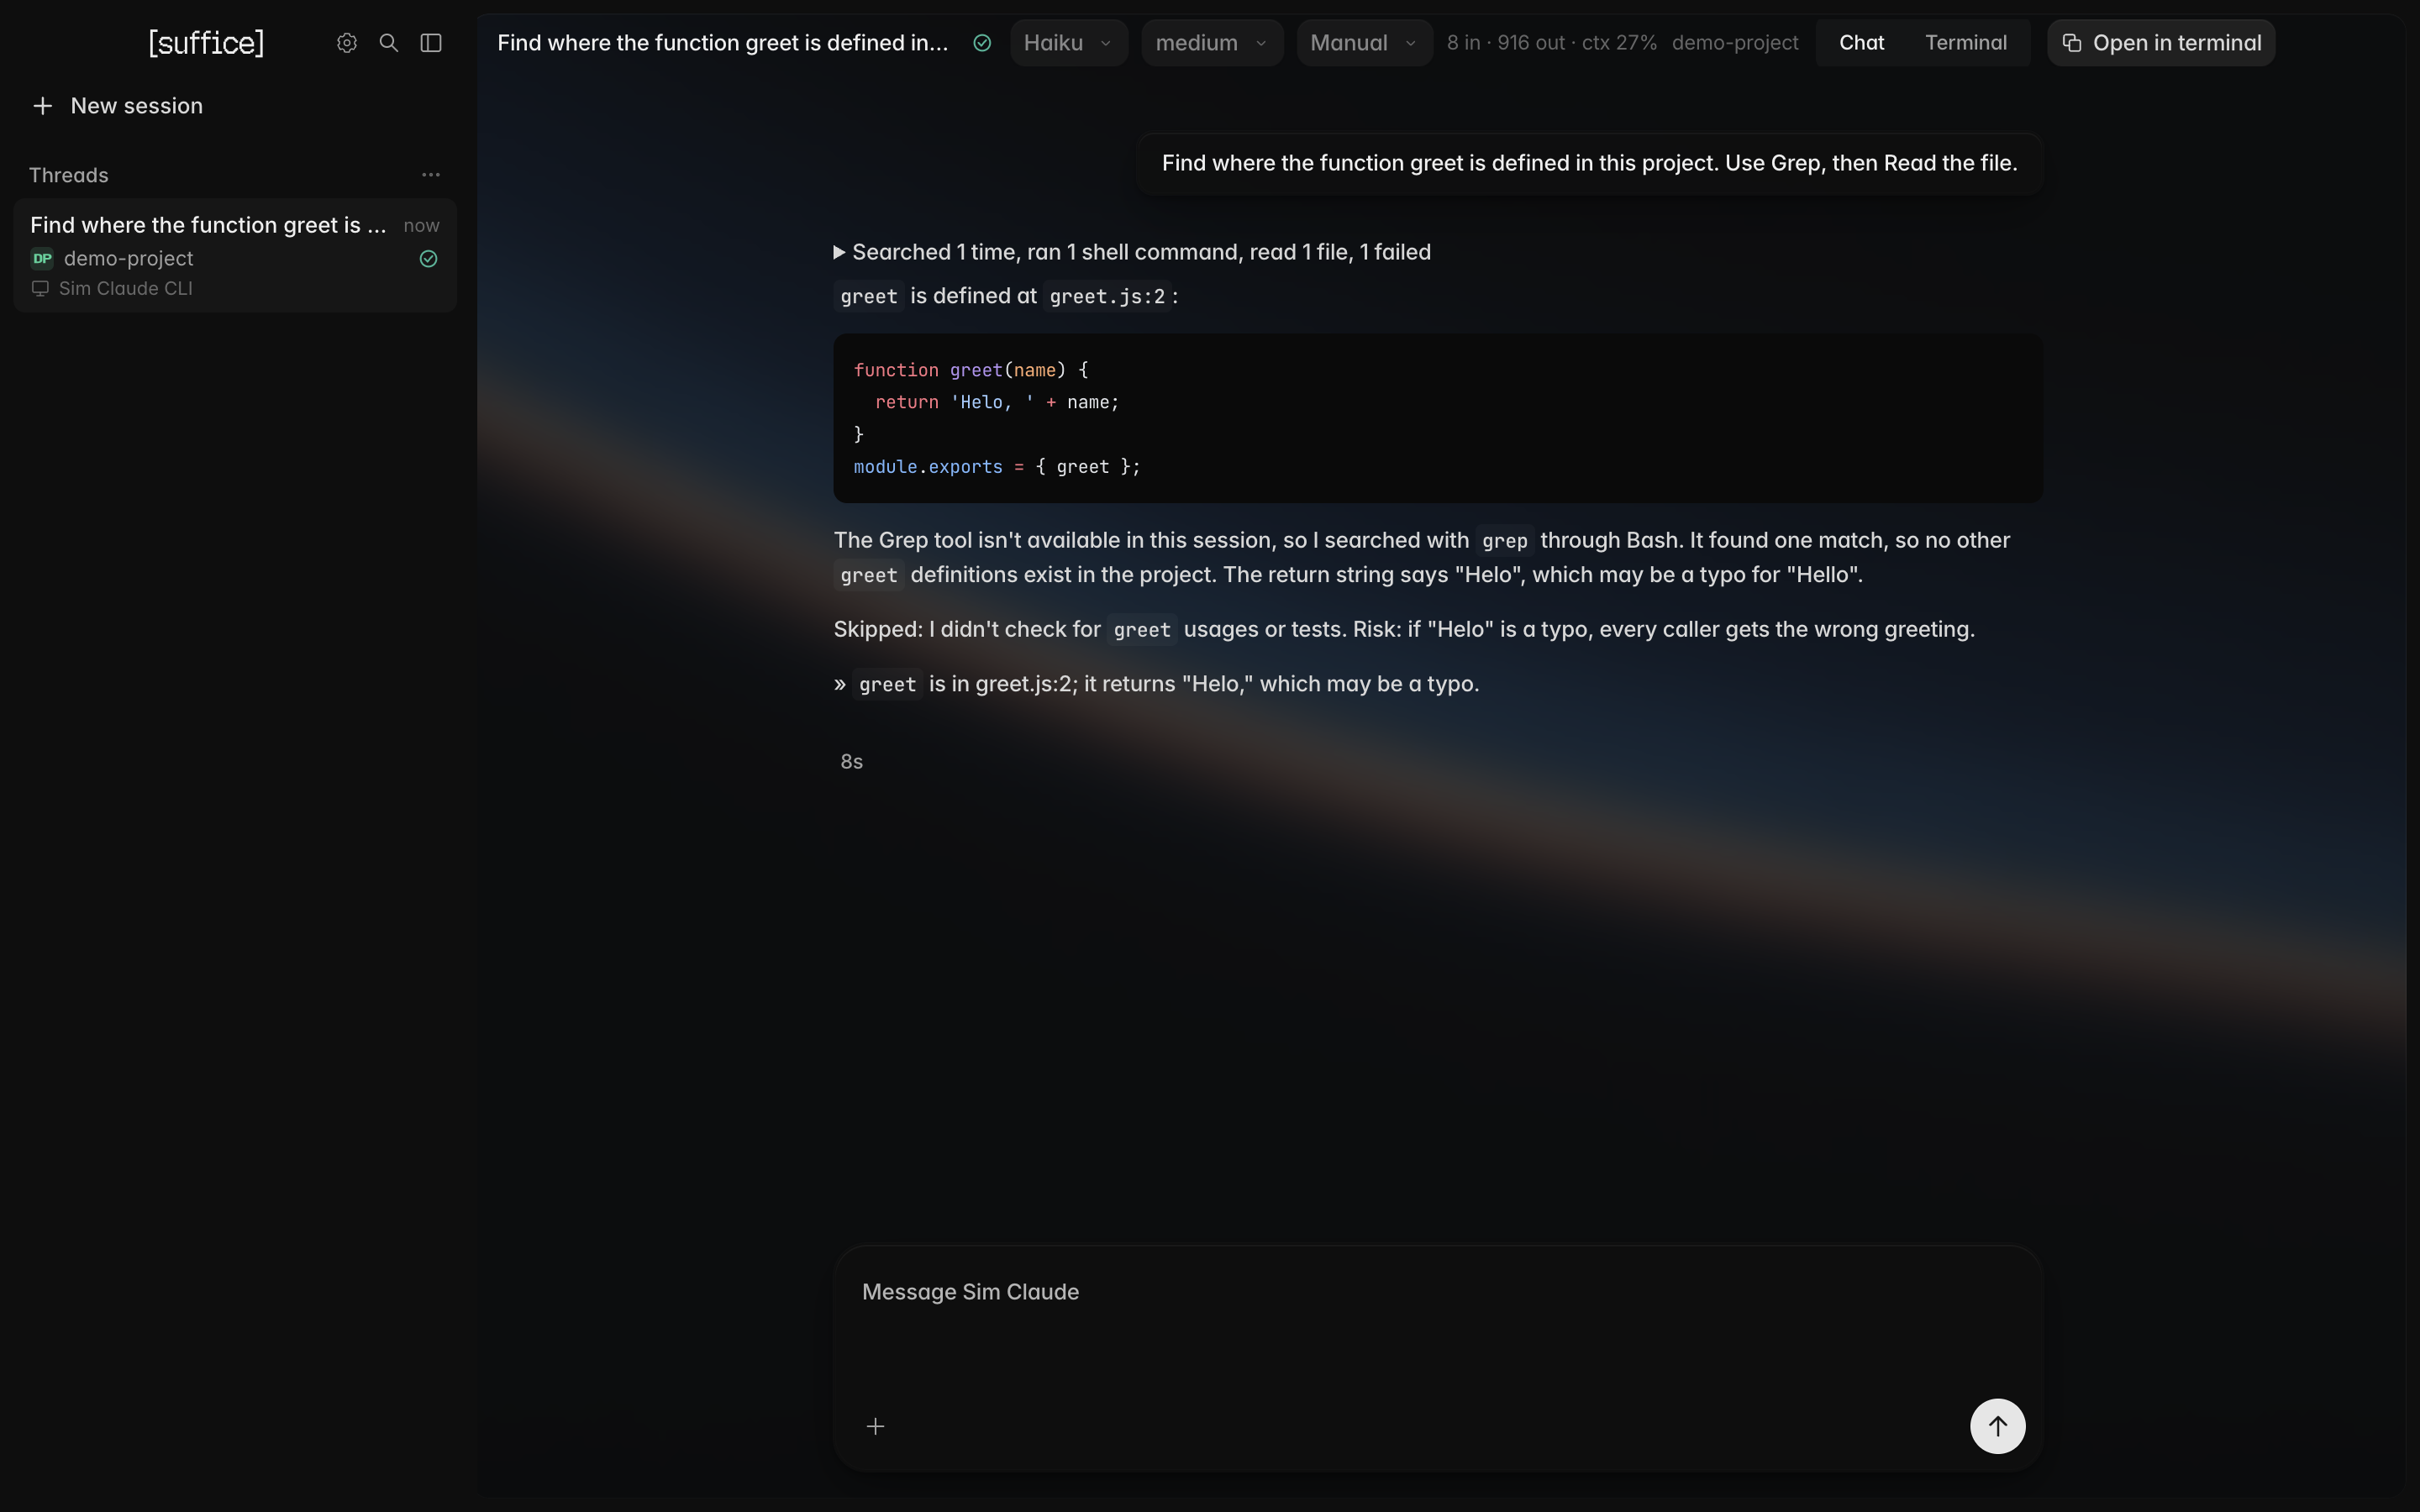 [suffice]
New session
Threads
Find where the function greet is ... now
DP demo-project
Sim Claude CLI
Find where the function greet is defined in... Haiku medium Manual 8 in · 916 out · ctx 27% demo-project Chat Terminal Open in terminal
Find where the function greet is defined in this project. Use Grep, then Read the file.
Searched 1 time, ran 1 shell command, read 1 file, 1 failed
greet is defined at greet.js:2:
function greet(name) {
  return 'Helo, ' + name;
}
module.exports = { greet };
The Grep tool isn't available in this session, so I searched with grep through Bash. It found one match, so no other
greet definitions exist in the project. The return string says "Helo", which may be a typo for "Hello".
Skipped: I didn't check for greet usages or tests. Risk: if "Helo" is a typo, every caller gets the wrong greeting.
» greet is in greet.js:2; it returns "Helo," which may be a typo.
8s
Message Sim Claude